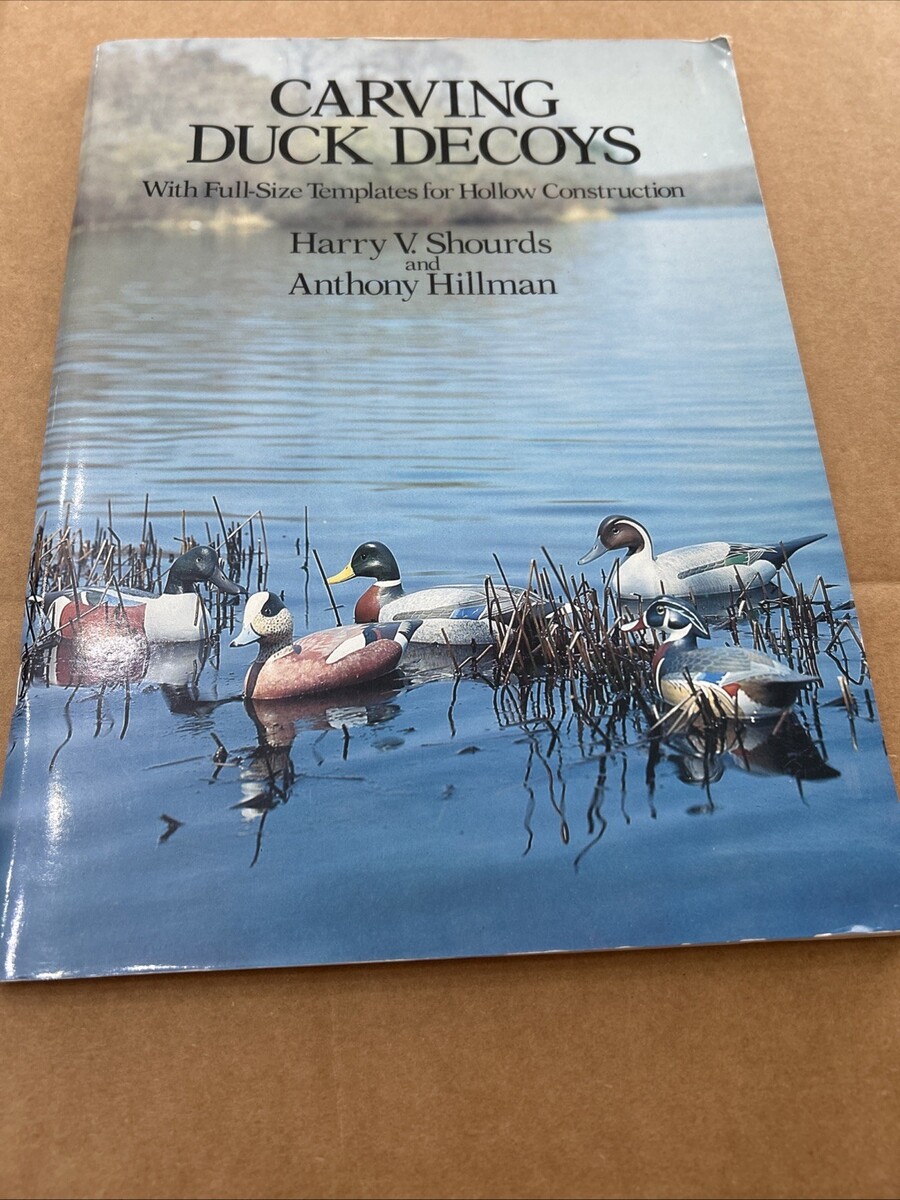 CARVING
DUCK DECOYS
With Full-Size Templates for Hollow Construction
Harry V. Shourds
and
Anthony Hillman